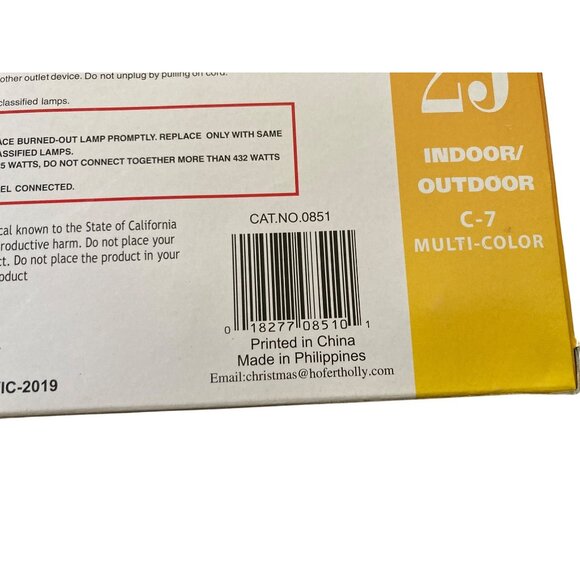 other outlet device. Do not unplug by pulling on cord.
classified lamps.
ACE BURNED-OUT LAMP PROMPTLY. REPLACE ONLY WITH SAME
ASSIFIED LAMPS.
5 WATTS, DO NOT CONNECT TOGETHER MORE THAN 432 WATTS
EL CONNECTED.
cal known to the State of California
roductive harm. Do not place your
ct. Do not place the product in your
oduct
IC-2019
CAT.NO.0851
0 18277 08510 1
Printed in China
Made in Philippines
Email:christmas@hofertholly.com
25
INDOOR/
OUTDOOR
C-7
MULTI-COLOR